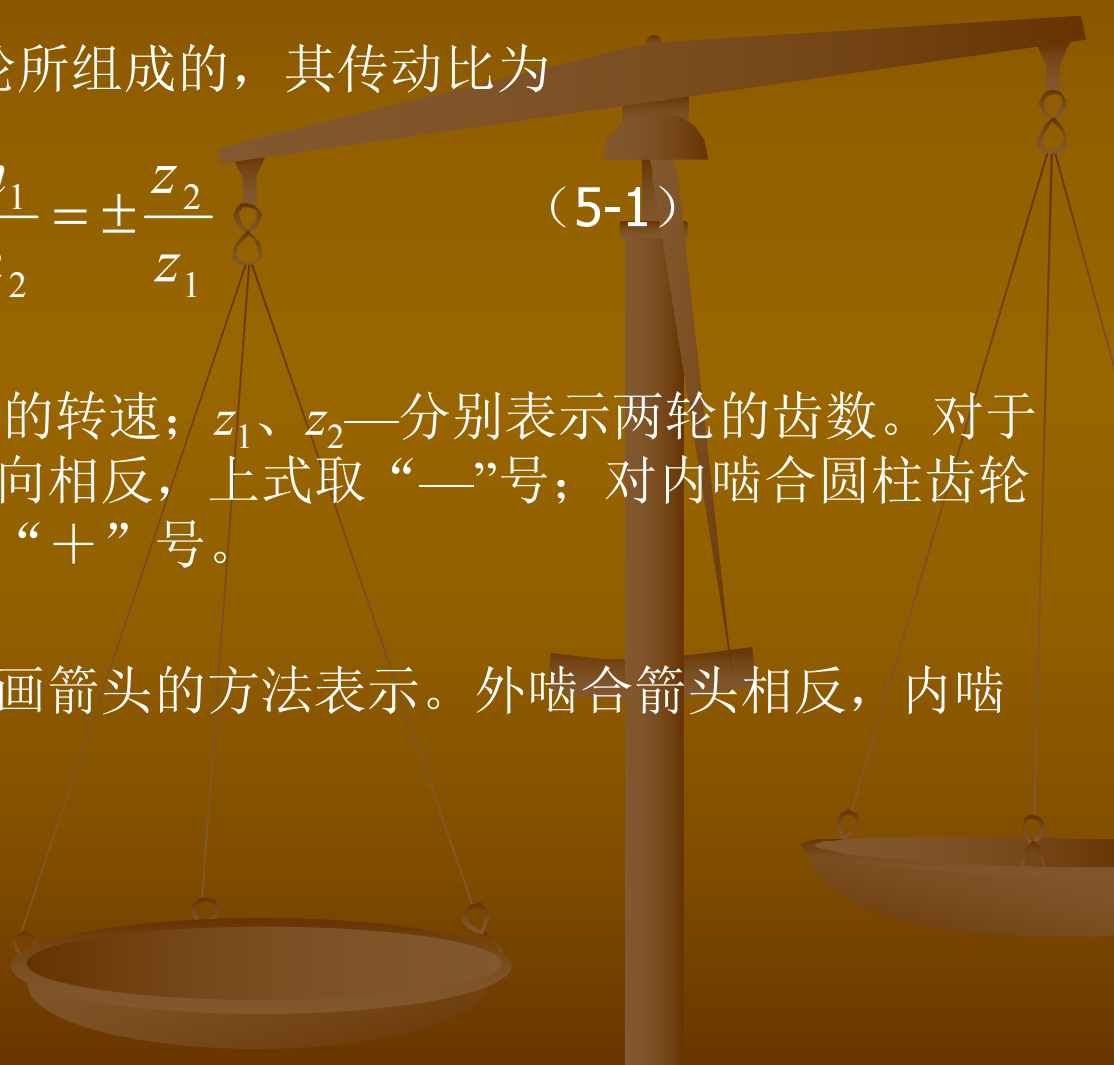 所组成的，其传动比为
1 = ± z2 / z1 （5-1）
2
的转速；z1、z2—分别表示两轮的齿数。对于
向相反，上式取“—”号；对内啮合圆柱齿轮
“＋”号。
画箭头的方法表示。外啮合箭头相反，内啮